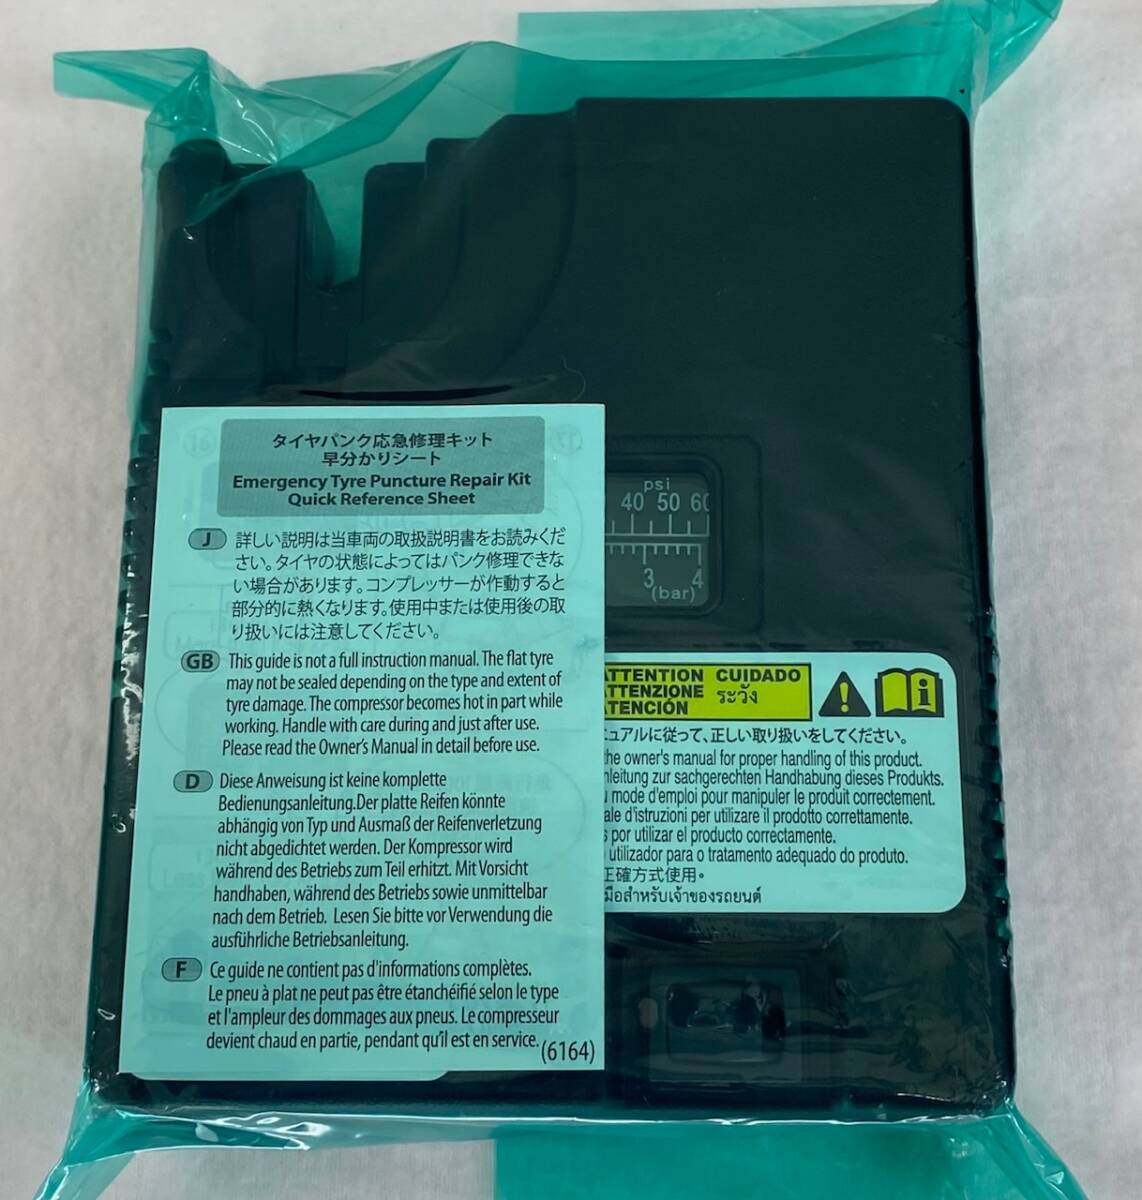 タイヤパンク応急修理キット
早分かりシート
Emergency Tyre Puncture Repair Kit
Quick Reference Sheet
J 詳しい説明は当車両の取扱説明書をお読みくだ
さい。タイヤの状態によってはパンク修理できな
い場合があります。コンプレッサーが作動すると
部分的に熱くなります。使用中または使用後の取
り扱いには注意してください。
GB This guide is not a full instruction manual. The flat tyre
may not be sealed depending on the type and extent of
tyre damage. The compressor becomes hot in part while
working. Handle with care during and just after use.
Please read the Owner's Manual in detail before use.
D Diese Anweisung ist keine komplette
Bedienungsanleitung.Der platte Reifen könnte
abhängig von Typ und Ausmaß der Reifenverletzung
nicht abgedichtet werden. Der Kompressor wird
während des Betriebs zum Teil erhitzt. Mit Vorsicht
handhaben, während des Betriebs sowie unmittelbar
nach dem Betrieb. Lesen Sie bitte vor Verwendung die
ausführliche Betriebsanleitung.
F Ce guide ne contient pas d'informations complètes.
Le pneu à plat ne peut pas être étanchéifié selon le type
et l'ampleur des dommages aux pneus. Le compresseur
devient chaud en partie, pendant qu'il est en service.
(6164)
psi
40 50 60
3 4
(bar)
ATTENTION CUIDADO
ATTENZIONE ระวัง
ATENCIÓN
ュアルに従って、正しい取り扱いをしてください。
the owner's manual for proper handling of this product.
nleitung zur sachgerechten Handhabung dieses Produkts.
mode d'emploi pour manipuler le produit correctement.
ale d'istruzioni per utilizare il prodotto correttamente.
por utilizar el producto correctamente.
utilizador para o tratamento adequado do produto.
正確方式使用。
มือสำหรับเจ้าของรถยนต์